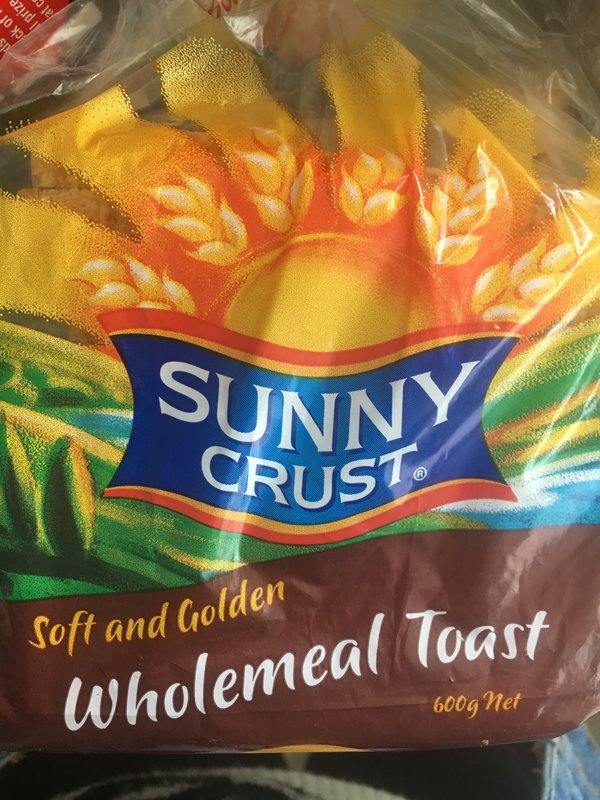 SUNNY
CRUST®
Soft and Golden
Wholemeal Toast
600g Net